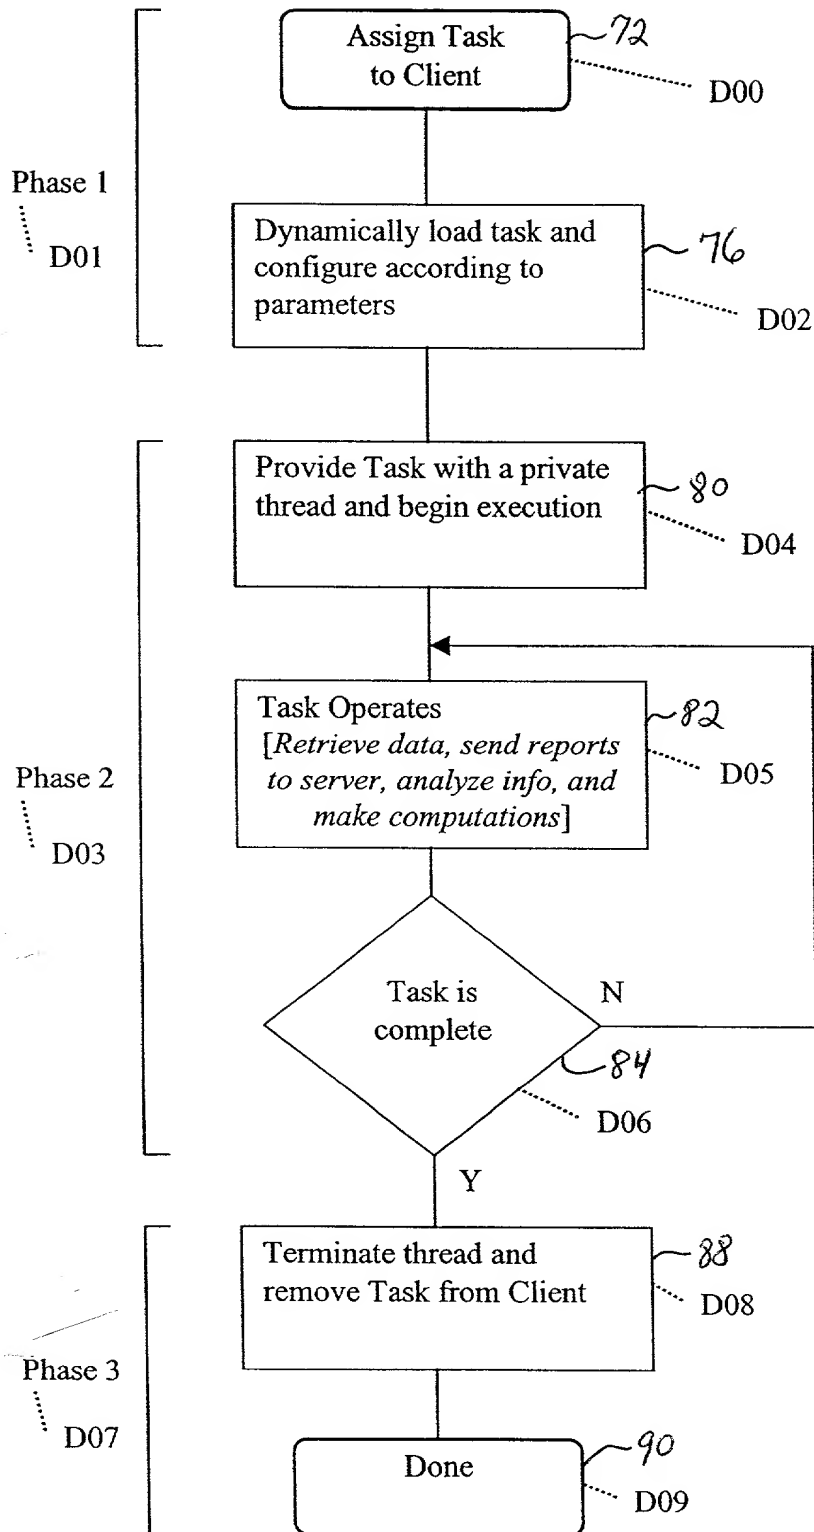 Assign Task
to Client
72
D00
Phase 1
D01
Dynamically load task and
configure according to
parameters
76
D02
Provide Task with a private
thread and begin execution
80
D04
Task Operates
[Retrieve data, send reports
to server, analyze info, and
make computations]
82
D05
Phase 2
D03
Task is
complete
N
84
D06
Y
Terminate thread and
remove Task from Client
88
D08
Phase 3
D07
Done
90
D09